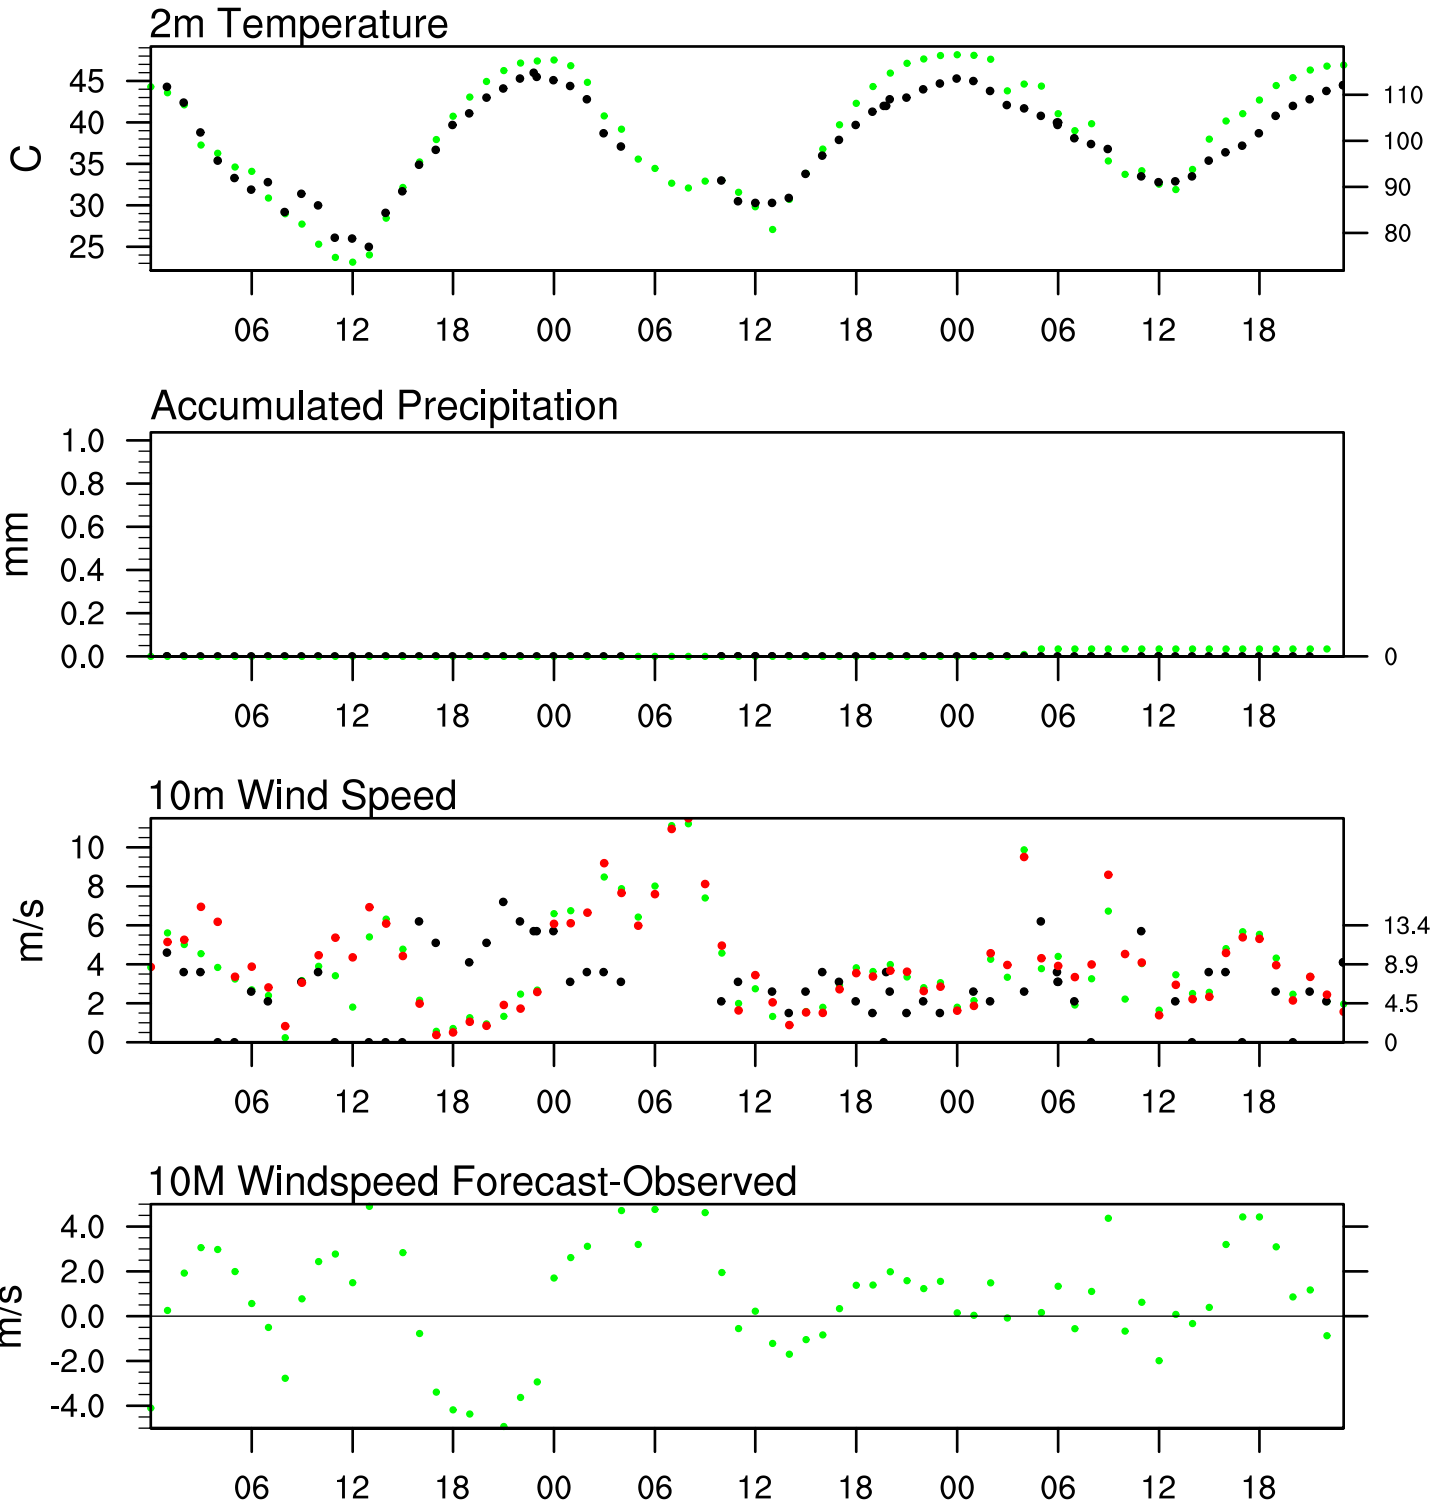 2m Temperature
45
40
35
30
25
C
110
100
90
80
06 12 18 00 06 12 18 00 06 12 18
Accumulated Precipitation
1.0
0.8
0.6
0.4
0.2
0.0
mm
0
06 12 18 00 06 12 18 00 06 12 18
10m Wind Speed
10
8
6
4
2
0
m/s
13.4
8.9
4.5
0
06 12 18 00 06 12 18 00 06 12 18
10M Windspeed Forecast-Observed
4.0
2.0
0.0
-2.0
-4.0
m/s
06 12 18 00 06 12 18 00 06 12 18